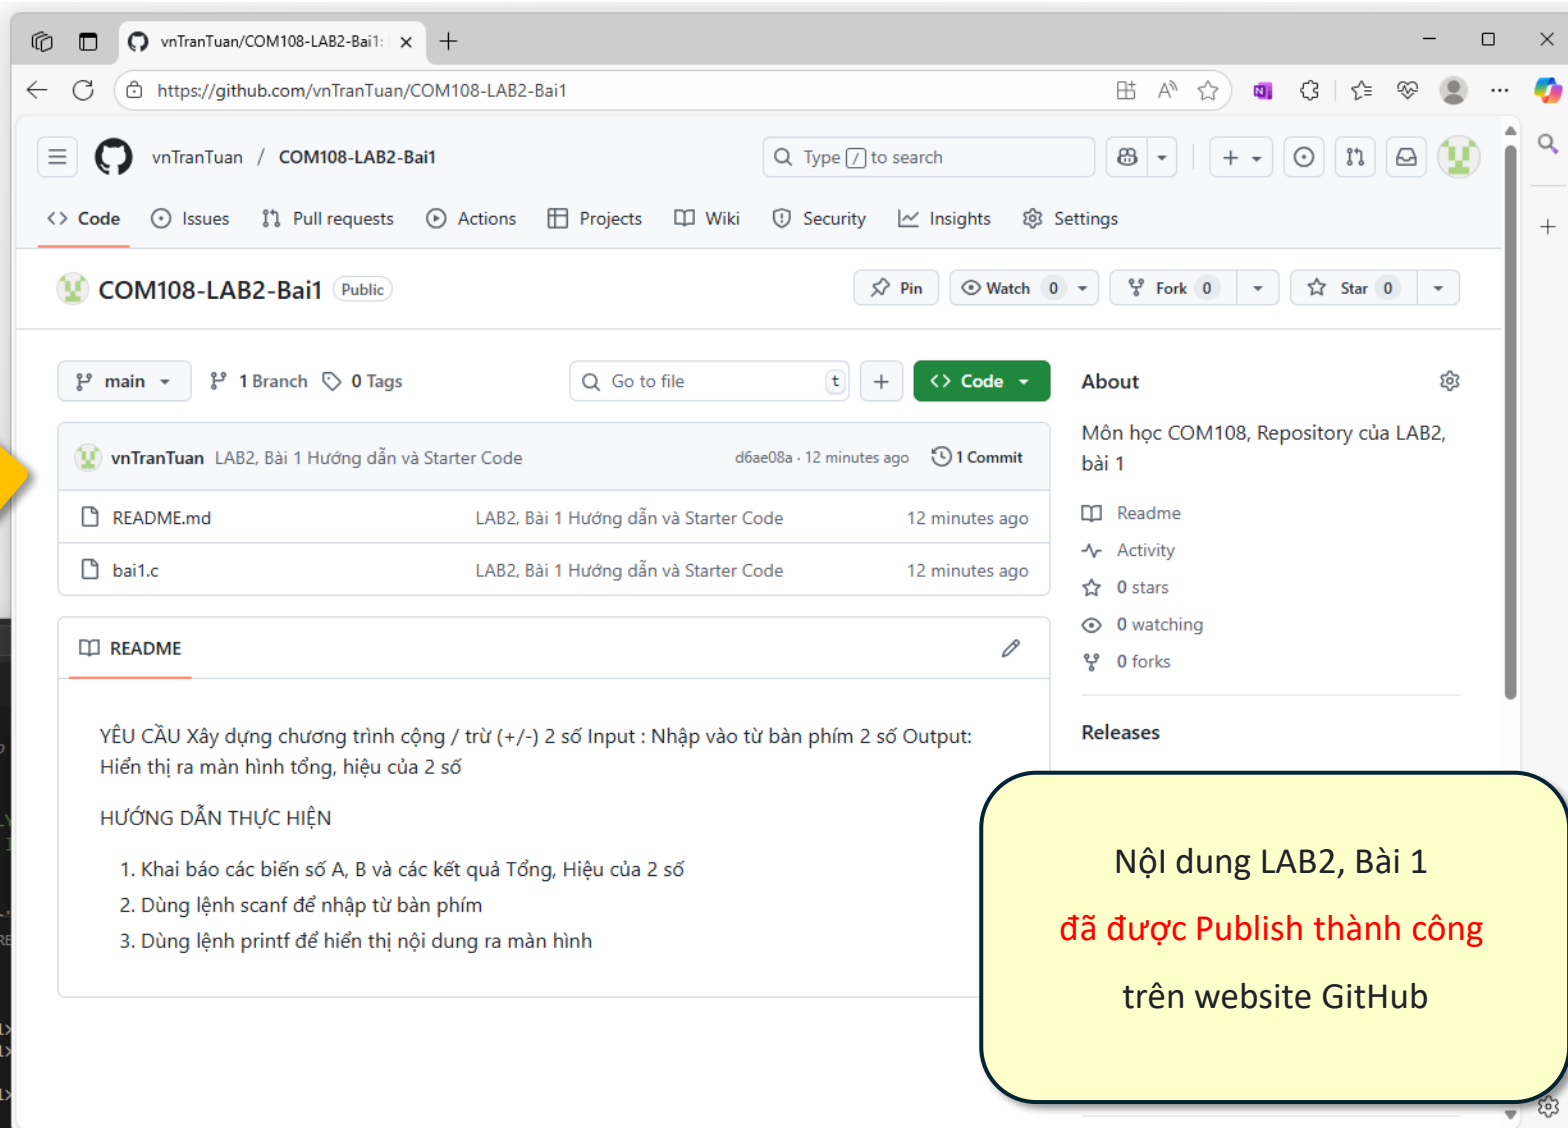 vnTranTuan/COM108-LAB2-Bai1:
https://github.com/vnTranTuan/COM108-LAB2-Bai1
vnTranTuan / COM108-LAB2-Bai1
Type / to search
Code Issues Pull requests Actions Projects Wiki Security Insights Settings
COM108-LAB2-Bai1 Public
Pin Watch 0 Fork 0 Star 0
main 1 Branch 0 Tags Go to file t Code
vnTranTuan LAB2, Bài 1 Hướng dẫn và Starter Code d6ae08a · 12 minutes ago 1 Commit
README.md LAB2, Bài 1 Hướng dẫn và Starter Code 12 minutes ago
bai1.c LAB2, Bài 1 Hướng dẫn và Starter Code 12 minutes ago
README
YÊU CẦU Xây dựng chương trình cộng / trừ (+/-) 2 số Input : Nhập vào từ bàn phím 2 số Output:
Hiển thị ra màn hình tổng, hiệu của 2 số
HƯỚNG DẪN THỰC HIỆN
1. Khai báo các biến số A, B và các kết quả Tổng, Hiệu của 2 số
2. Dùng lệnh scanf để nhập từ bàn phím
3. Dùng lệnh printf để hiển thị nội dung ra màn hình
About
Môn học COM108, Repository của LAB2,
bài 1
Readme
Activity
0 stars
0 watching
0 forks
Releases
NộI dung LAB2, Bài 1
đã được Publish thành công
trên website GitHub